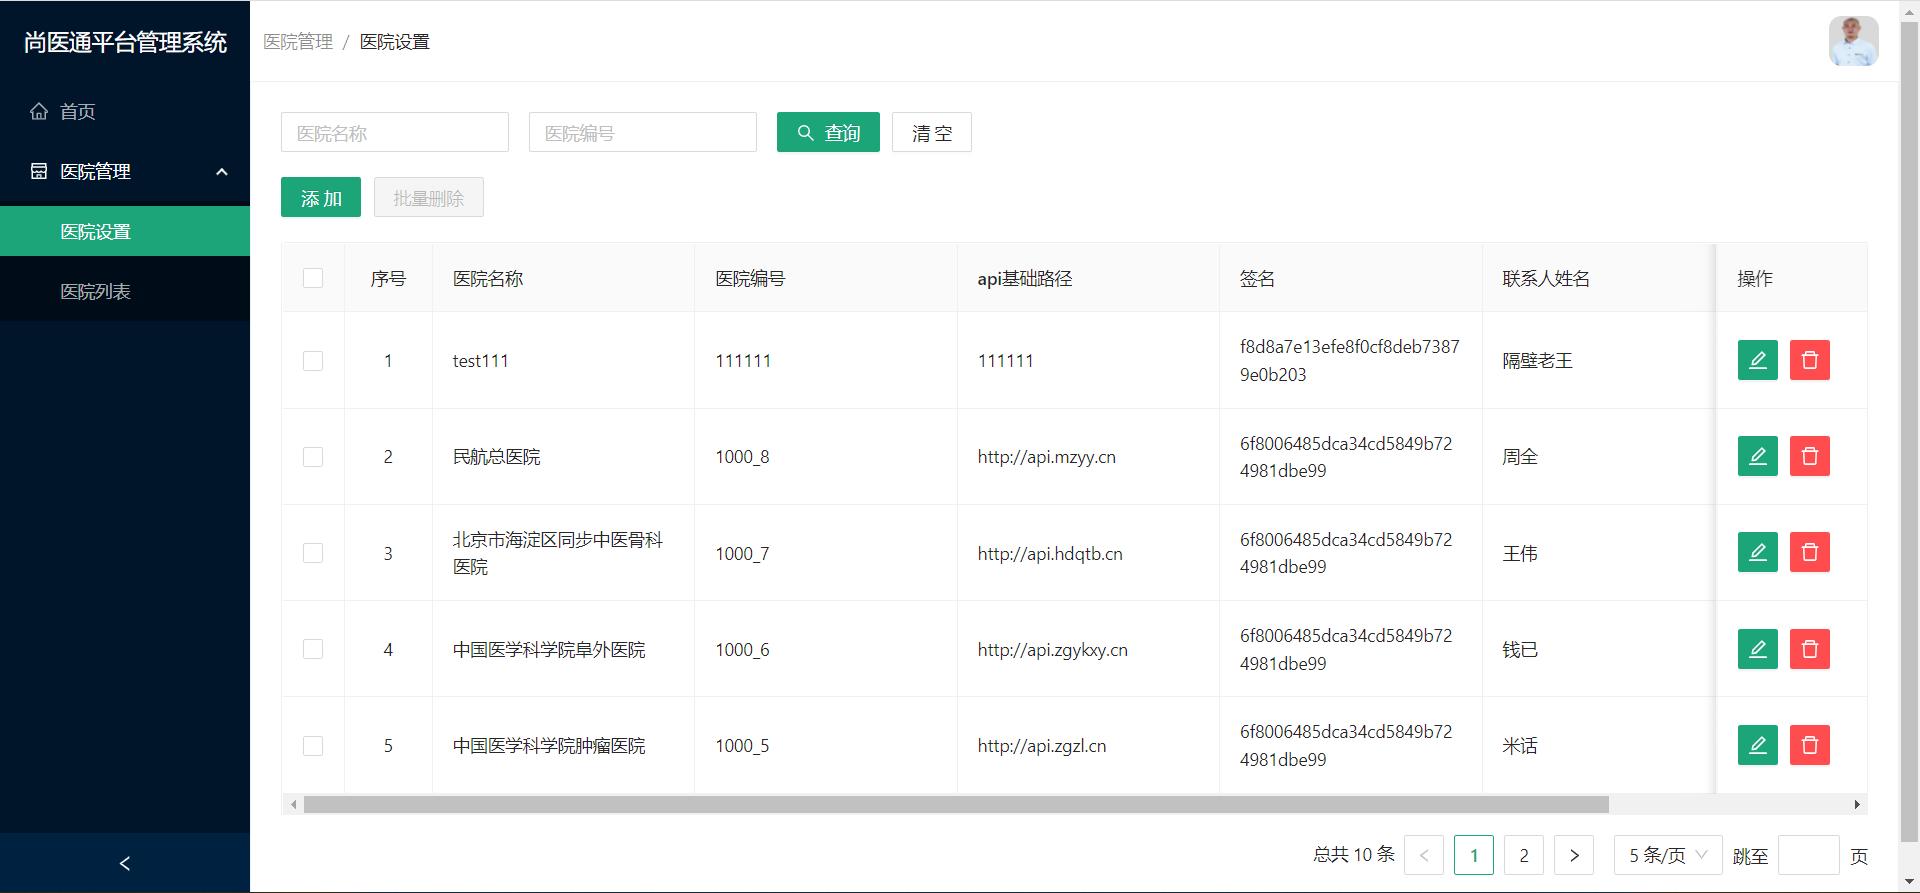 尚医通平台管理系统
首页
医院管理
医院设置
医院列表
医院管理 / 医院设置
医院名称
医院编号
查询
清 空
添 加
批量删除
序号 医院名称 医院编号 api基础路径 签名 联系人姓名 操作
1 test111 111111 111111 f8d8a7e13efe8f0cf8deb7387
9e0b203 隔壁老王
2 民航总医院 1000_8 http://api.mzyy.cn 6f8006485dca34cd5849b72
4981dbe99 周全
3 北京市海淀区同步中医骨科
医院 1000_7 http://api.hdqtb.cn 6f8006485dca34cd5849b72
4981dbe99 王伟
4 中国医学科学院阜外医院 1000_6 http://api.zgykxy.cn 6f8006485dca34cd5849b72
4981dbe99 钱已
5 中国医学科学院肿瘤医院 1000_5 http://api.zgzl.cn 6f8006485dca34cd5849b72
4981dbe99 米话
总共 10 条 < 1 2 > 5 条/页 跳至 页